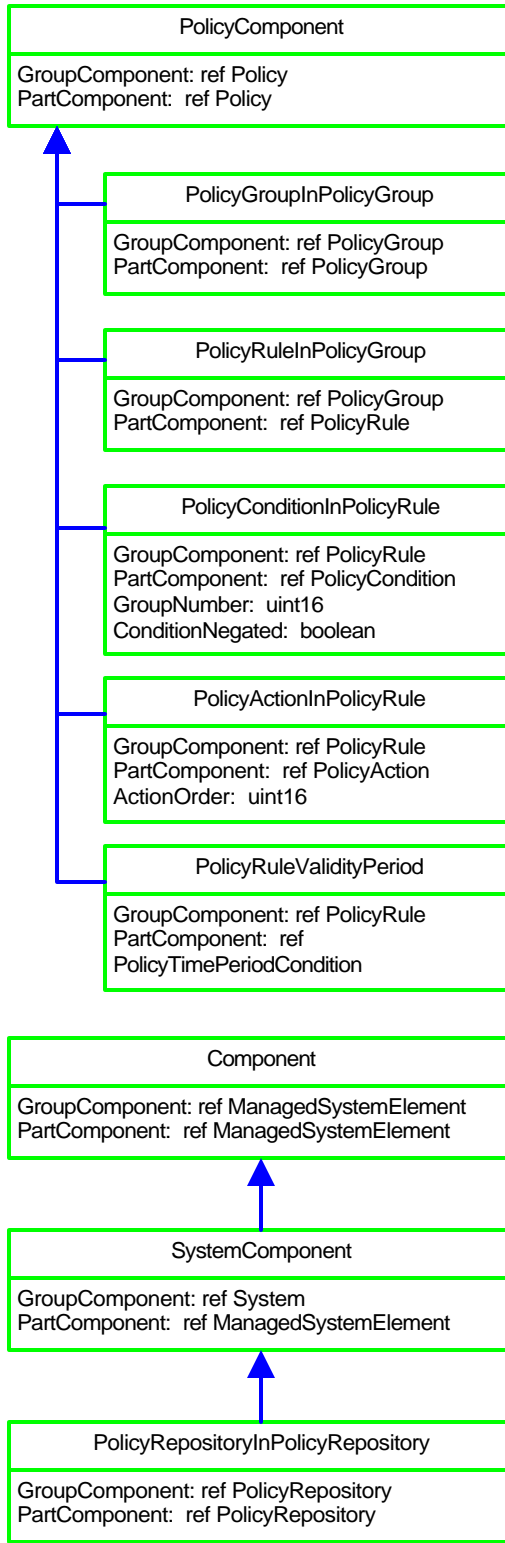 PolicyComponent
GroupComponent: ref Policy
PartComponent: ref Policy
PolicyGroupInPolicyGroup
GroupComponent: ref PolicyGroup
PartComponent: ref PolicyGroup
PolicyRuleInPolicyGroup
GroupComponent: ref PolicyGroup
PartComponent: ref PolicyRule
PolicyConditionInPolicyRule
GroupComponent: ref PolicyRule
PartComponent: ref PolicyCondition
GroupNumber: uint16
ConditionNegated: boolean
PolicyActionInPolicyRule
GroupComponent: ref PolicyRule
PartComponent: ref PolicyAction
ActionOrder: uint16
PolicyRuleValidityPeriod
GroupComponent: ref PolicyRule
PartComponent: ref
PolicyTimePeriodCondition
Component
GroupComponent: ref ManagedSystemElement
PartComponent: ref ManagedSystemElement
SystemComponent
GroupComponent: ref System
PartComponent: ref ManagedSystemElement
PolicyRepositoryInPolicyRepository
GroupComponent: ref PolicyRepository
PartComponent: ref PolicyRepository